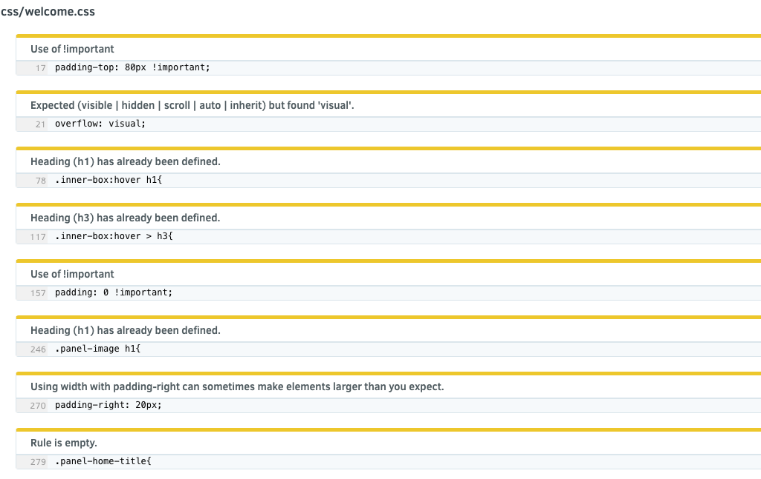 css/welcome.css
Use of !important
17 padding-top: 80px !important;
Expected (visible | hidden | scroll | auto | inherit) but found 'visual'.
21 overflow: visual;
Heading (h1) has already been defined.
78 .inner-box:hover h1{
Heading (h3) has already been defined.
117 .inner-box:hover > h3{
Use of !important
157 padding: 0 !important;
Heading (h1) has already been defined.
246 .panel-image h1{
Using width with padding-right can sometimes make elements larger than you expect.
270 padding-right: 20px;
Rule is empty.
279 .panel-home-title{